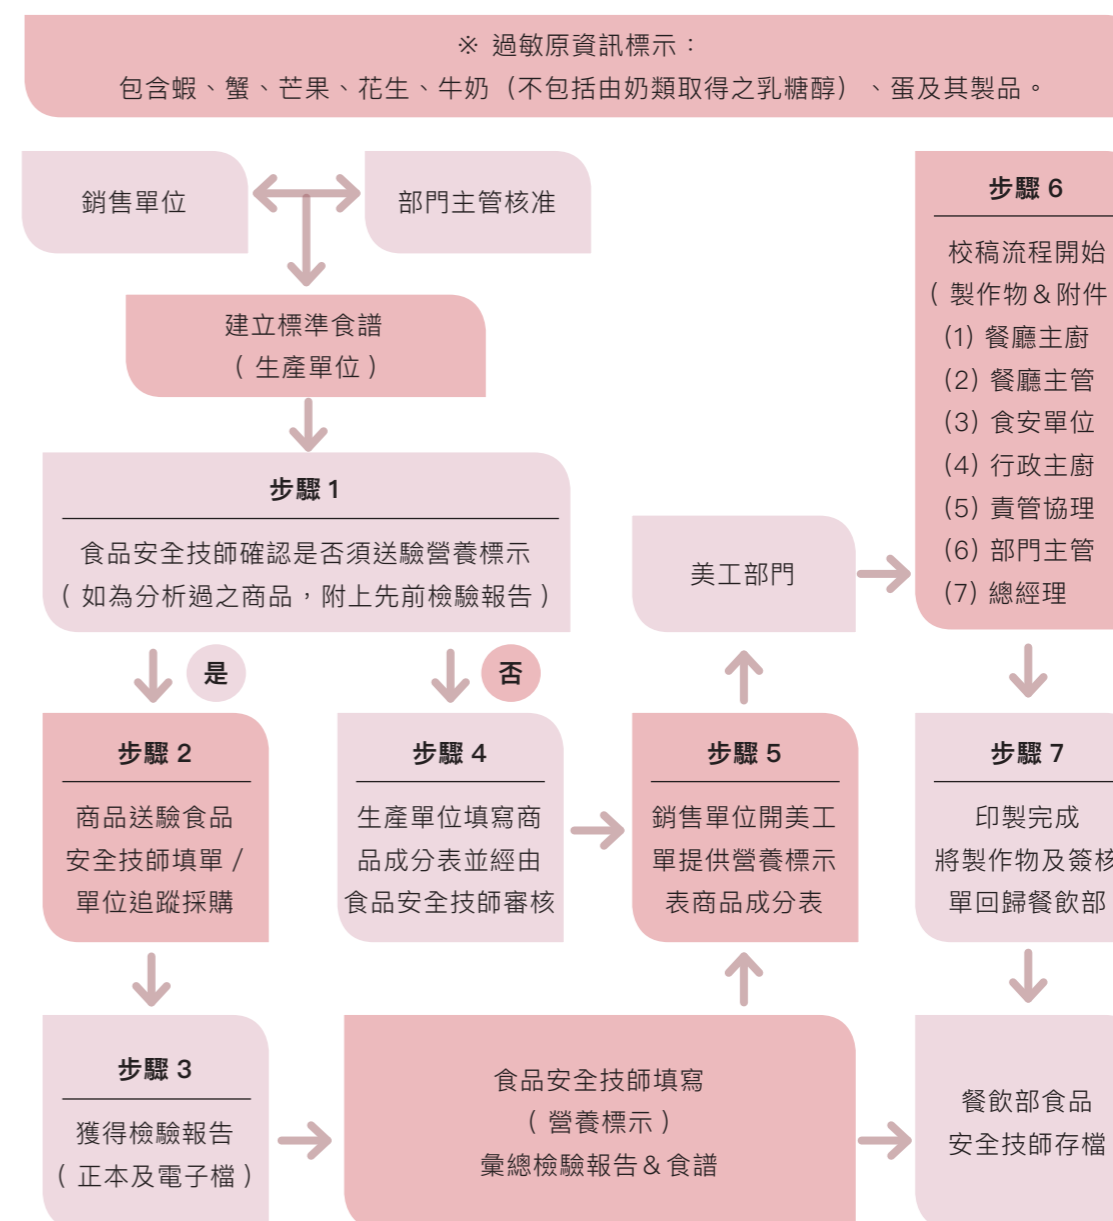 ※ 過敏原資訊標示：
包含蝦、蟹、芒果、花生、牛奶（不包括由奶類取得之乳糖醇）、蛋及其製品。
銷售單位
部門主管核准
建立標準食譜
（生產單位）
步驟 1
食品安全技師確認是否須送驗營養標示
（如為分析過之商品，附上先前檢驗報告）
是
否
步驟 2
商品送驗食品
安全技師填單 /
單位追蹤採購
步驟 3
獲得檢驗報告
（正本及電子檔）
步驟 4
生產單位填寫商
品成分表並經由
食品安全技師審核
食品安全技師填寫
（營養標示）
彙總檢驗報告＆食譜
步驟 5
銷售單位開美工
單提供營養標示
表商品成分表
美工部門
步驟 6
校稿流程開始
（製作物＆附件
(1) 餐廳主廚
(2) 餐廳主管
(3) 食安單位
(4) 行政主廚
(5) 責管協理
(6) 部門主管
(7) 總經理
步驟 7
印製完成
將製作物及簽核
單回歸餐飲部
餐飲部食品
安全技師存檔